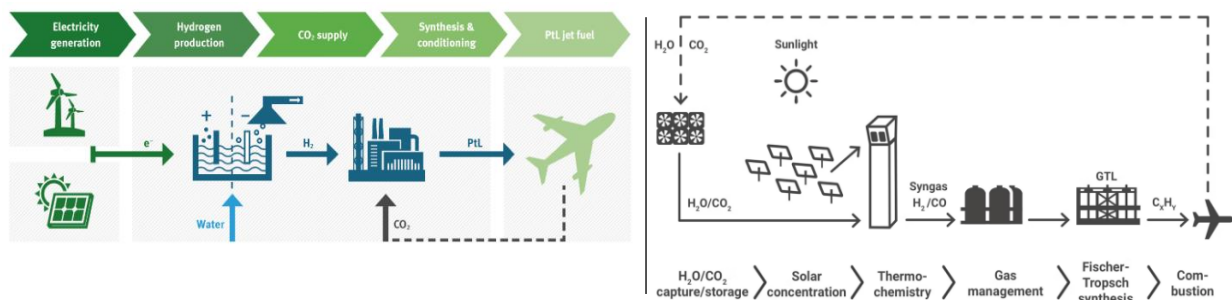 Electricity
generation
Hydrogen
production
CO₂ supply
Synthesis &
conditioning
PtL jet fuel
e⁻
+
−
H₂
PtL
Water
CO₂
H₂O
CO₂
Sunlight
H₂O/CO₂
Syngas
H₂/CO
GTL
CₓHᵧ
H₂O/CO₂
capture/storage
Solar
concentration
Thermo-
chemistry
Gas
management
Fischer-
Tropsch
synthesis
Com-
bustion